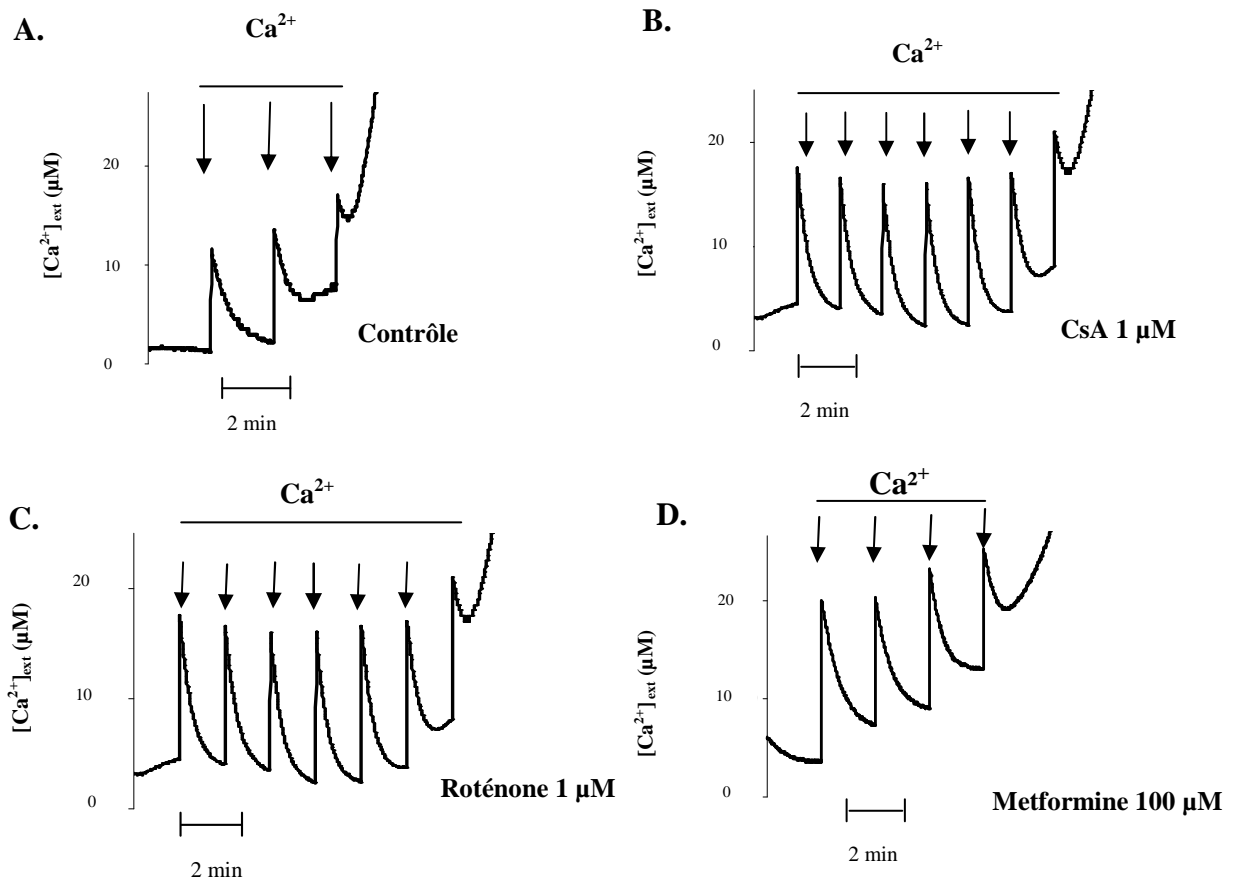 A.
Ca²⁺
[Ca²⁺]ext (µM)
20
10
0
Contrôle
2 min
B.
Ca²⁺
[Ca²⁺]ext (µM)
20
10
0
CsA 1 µM
2 min
C.
Ca²⁺
[Ca²⁺]ext (µM)
20
10
0
Roténone 1 µM
2 min
D.
Ca²⁺
[Ca²⁺]ext (µM)
20
10
0
Metformine 100 µM
2 min